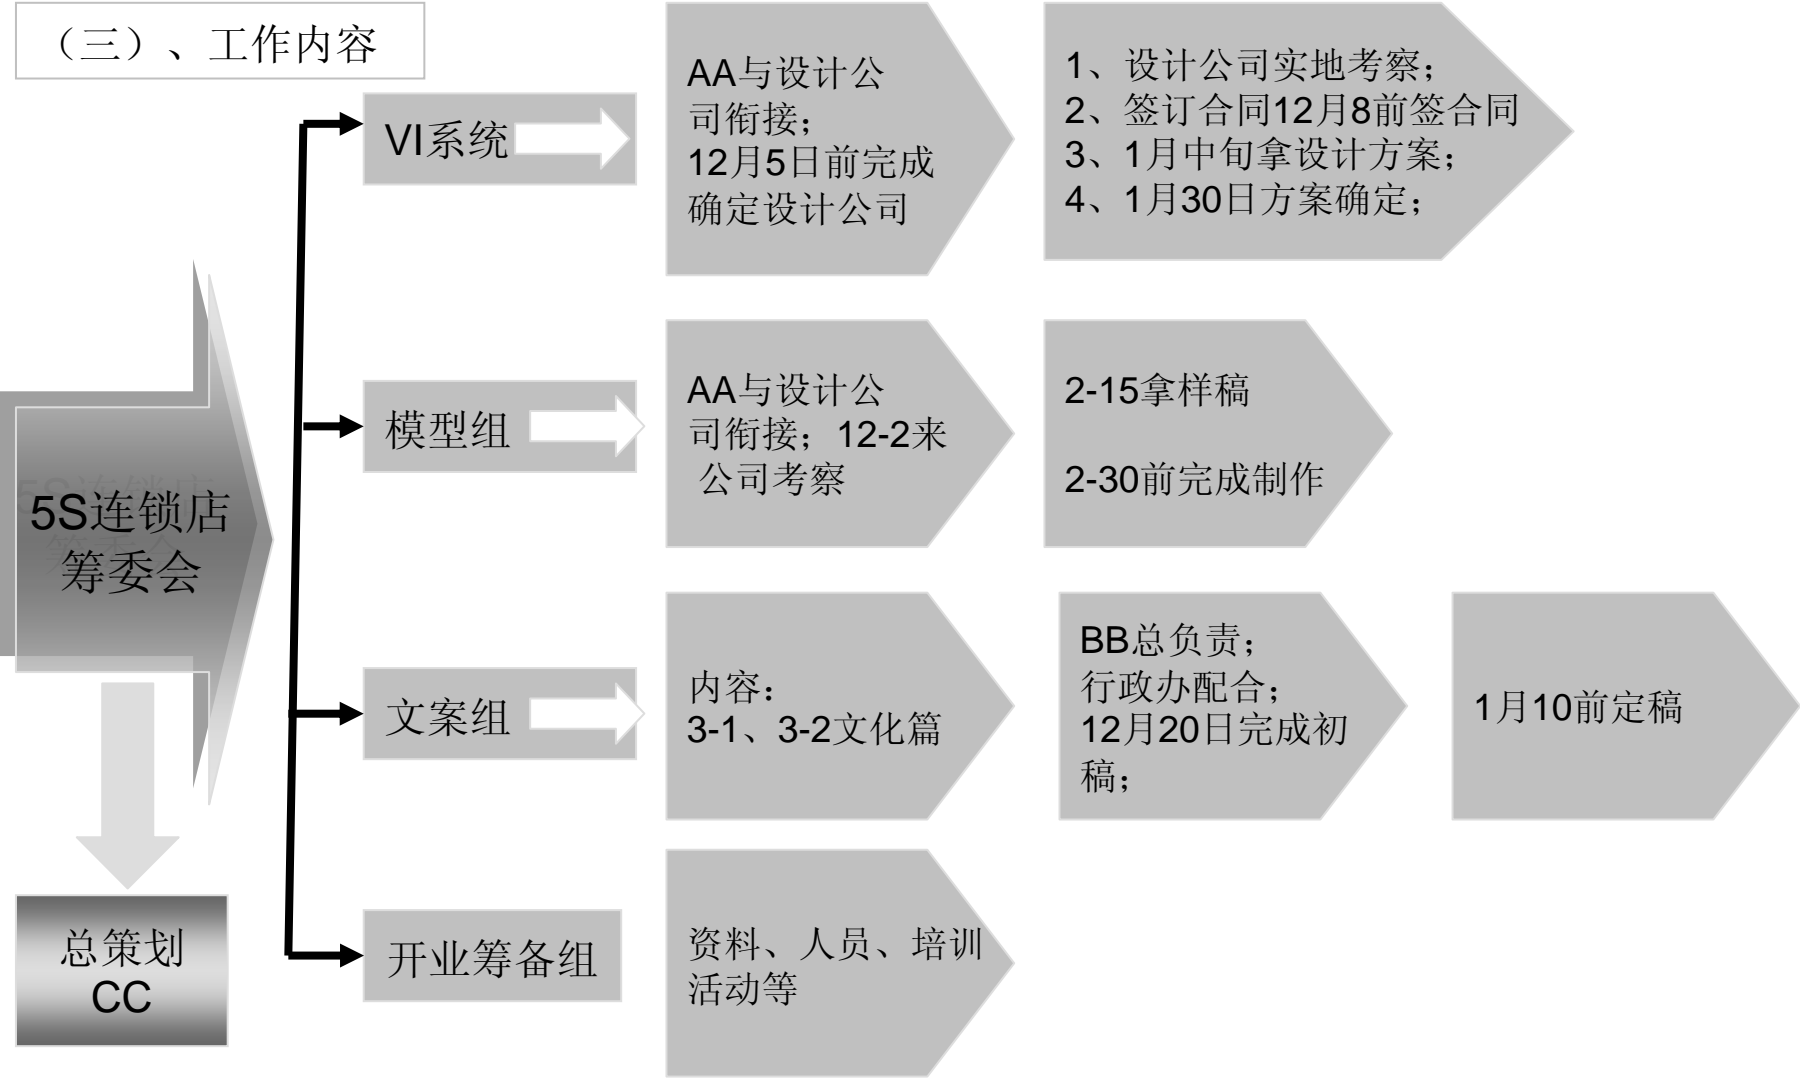 （三）、工作内容
VI系统
AA与设计公
司衔接；
12月5日前完成
确定设计公司
1、设计公司实地考察；
2、签订合同12月8前签合同
3、1月中旬拿设计方案；
4、1月30日方案确定；
模型组
AA与设计公
司衔接；12-2来
公司考察
2-15拿样稿
2-30前完成制作
5S连锁店
筹委会
文案组
内容：
3-1、3-2文化篇
BB总负责；
行政办配合；
12月20日完成初
稿；
1月10前定稿
总策划
CC
开业筹备组
资料、人员、培训
活动等